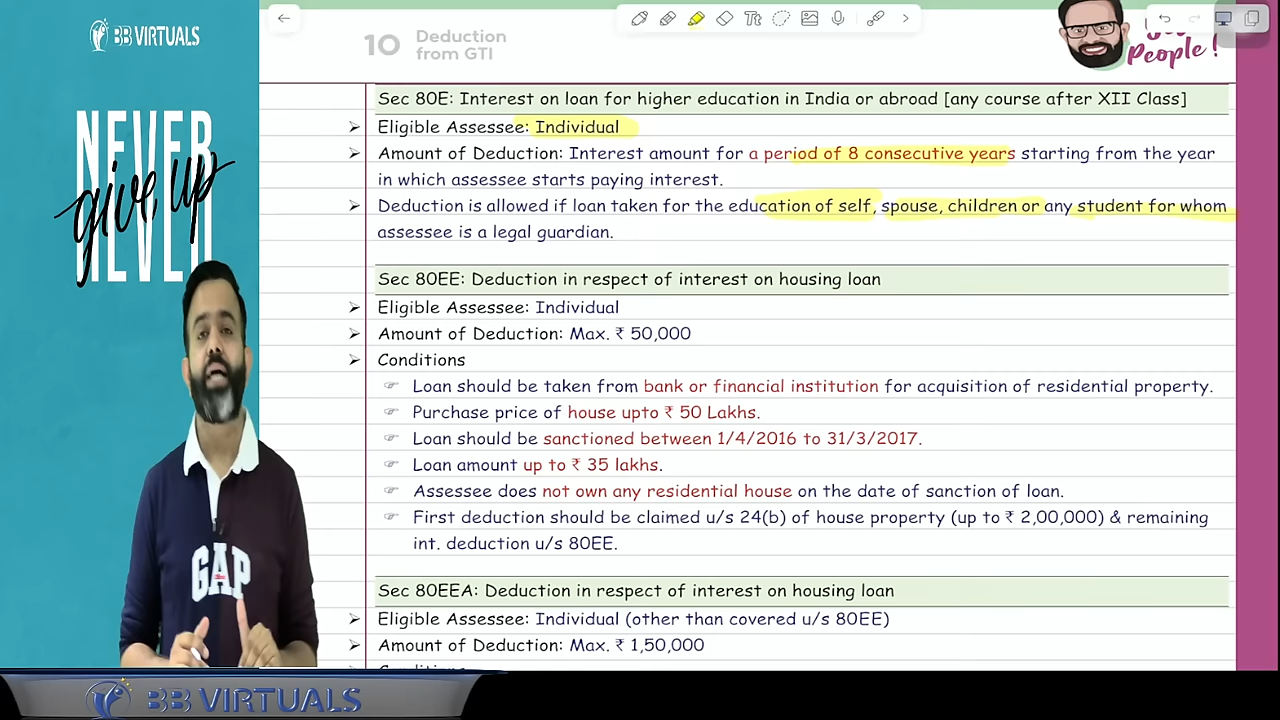 BB VIRTUALS
NEVER
give up
NEVER
GAP
10 Deduction
from GTI
People !
Tt
Sec 80E: Interest on loan for higher education in India or abroad [any course after XII Class]
➢ Eligible Assessee: Individual
➢ Amount of Deduction: Interest amount for a period of 8 consecutive years starting from the year
in which assessee starts paying interest.
➢ Deduction is allowed if loan taken for the education of self, spouse, children or any student for whom
assessee is a legal guardian.
Sec 80EE: Deduction in respect of interest on housing loan
➢ Eligible Assessee: Individual
➢ Amount of Deduction: Max. ₹ 50,000
➢ Conditions
☞ Loan should be taken from bank or financial institution for acquisition of residential property.
☞ Purchase price of house upto ₹ 50 Lakhs.
☞ Loan should be sanctioned between 1/4/2016 to 31/3/2017.
☞ Loan amount up to ₹ 35 lakhs.
☞ Assessee does not own any residential house on the date of sanction of loan.
☞ First deduction should be claimed u/s 24(b) of house property (up to ₹ 2,00,000) & remaining
int. deduction u/s 80EE.
Sec 80EEA: Deduction in respect of interest on housing loan
➢ Eligible Assessee: Individual (other than covered u/s 80EE)
➢ Amount of Deduction: Max. ₹ 1,50,000
BB VIRTUALS